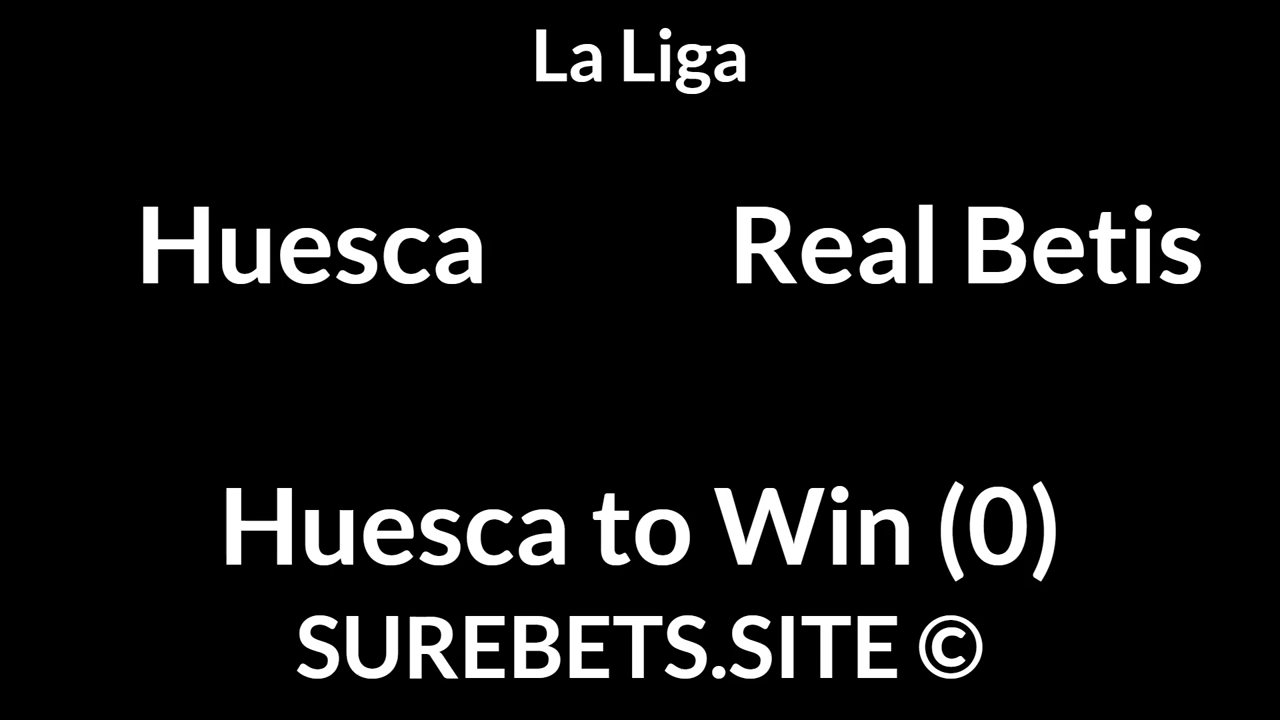 La Liga
Huesca Real Betis
Huesca to Win (0)
SUREBETS.SITE ©